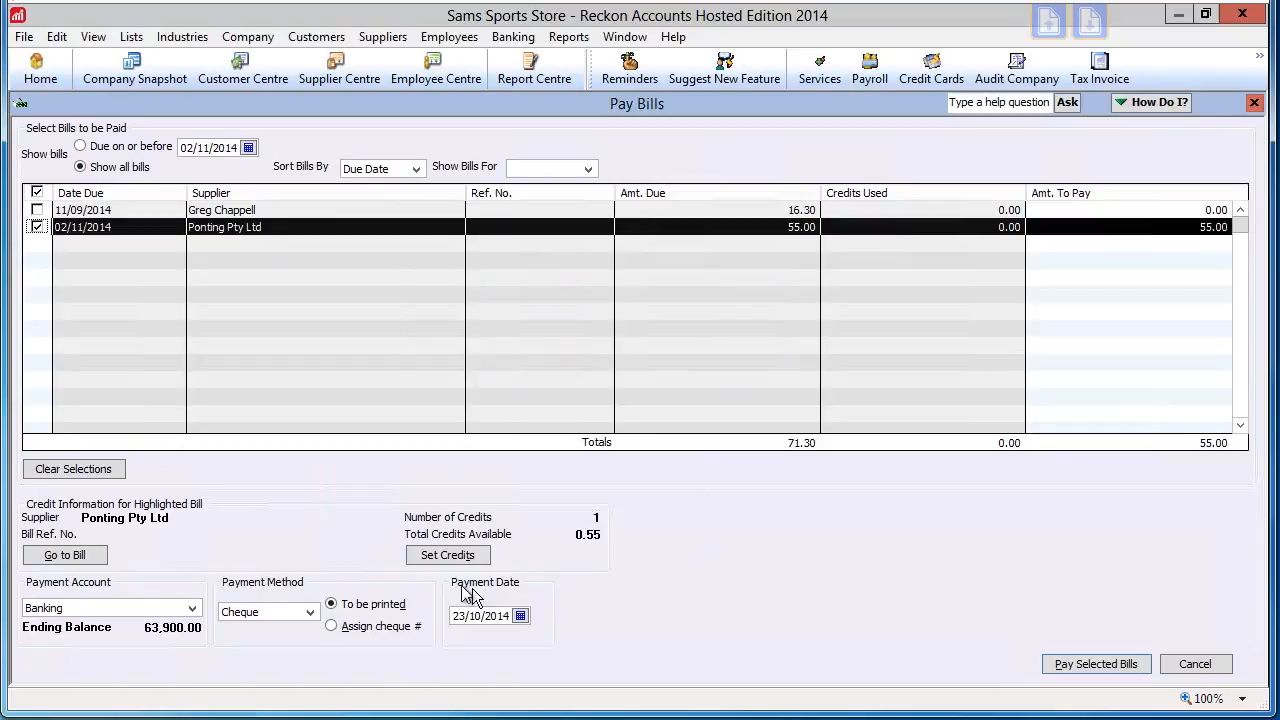 Sams Sports Store - Reckon Accounts Hosted Edition 2014
File Edit View Lists Industries Company Customers Suppliers Employees Banking Reports Window Help
Home Company Snapshot Customer Centre Supplier Centre Employee Centre Report Centre Reminders Suggest New Feature Services Payroll Credit Cards Audit Company Tax Invoice
Pay Bills Type a help question Ask How Do I?
Select Bills to be Paid
Show bills Due on or before 02/11/2014
Show all bills Sort Bills By Due Date Show Bills For
Date Due Supplier Ref. No. Amt. Due Credits Used Amt. To Pay
11/09/2014 Greg Chappell 16.30 0.00 0.00
02/11/2014 Ponting Pty Ltd 55.00 0.00 55.00
Totals 71.30 0.00 55.00
Clear Selections
Credit Information for Highlighted Bill
Supplier Ponting Pty Ltd Number of Credits 1
Bill Ref. No. Total Credits Available 0.55
Go to Bill Set Credits
Payment Account Payment Method Payment Date
Banking Cheque To be printed 23/10/2014
Ending Balance 63,900.00 Assign cheque #
Pay Selected Bills Cancel
100%